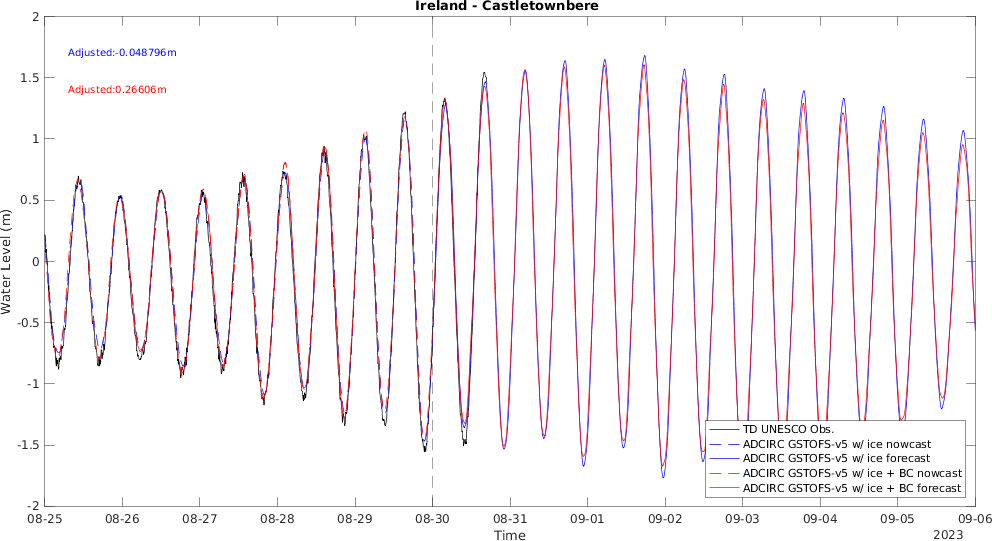 Ireland - Castletownbere
Adjusted:-0.048796m
Adjusted:0.26606m
Water Level (m)
2
1.5
1
0.5
0
-0.5
-1
-1.5
-2
TD UNESCO Obs.
ADCIRC GSTOFS-v5 w/ ice nowcast
ADCIRC GSTOFS-v5 w/ ice forecast
ADCIRC GSTOFS-v5 w/ ice + BC nowcast
ADCIRC GSTOFS-v5 w/ ice + BC forecast
08-25 08-26 08-27 08-28 08-29 08-30 08-31 09-01 09-02 09-03 09-04 09-05 09-06
Time
2023